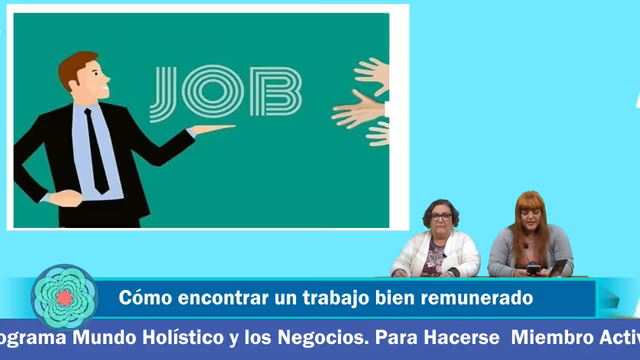 JOB
Cómo encontrar un trabajo bien remunerado
ograma Mundo Holístico y los Negocios. Para Hacerse Miembro Activ